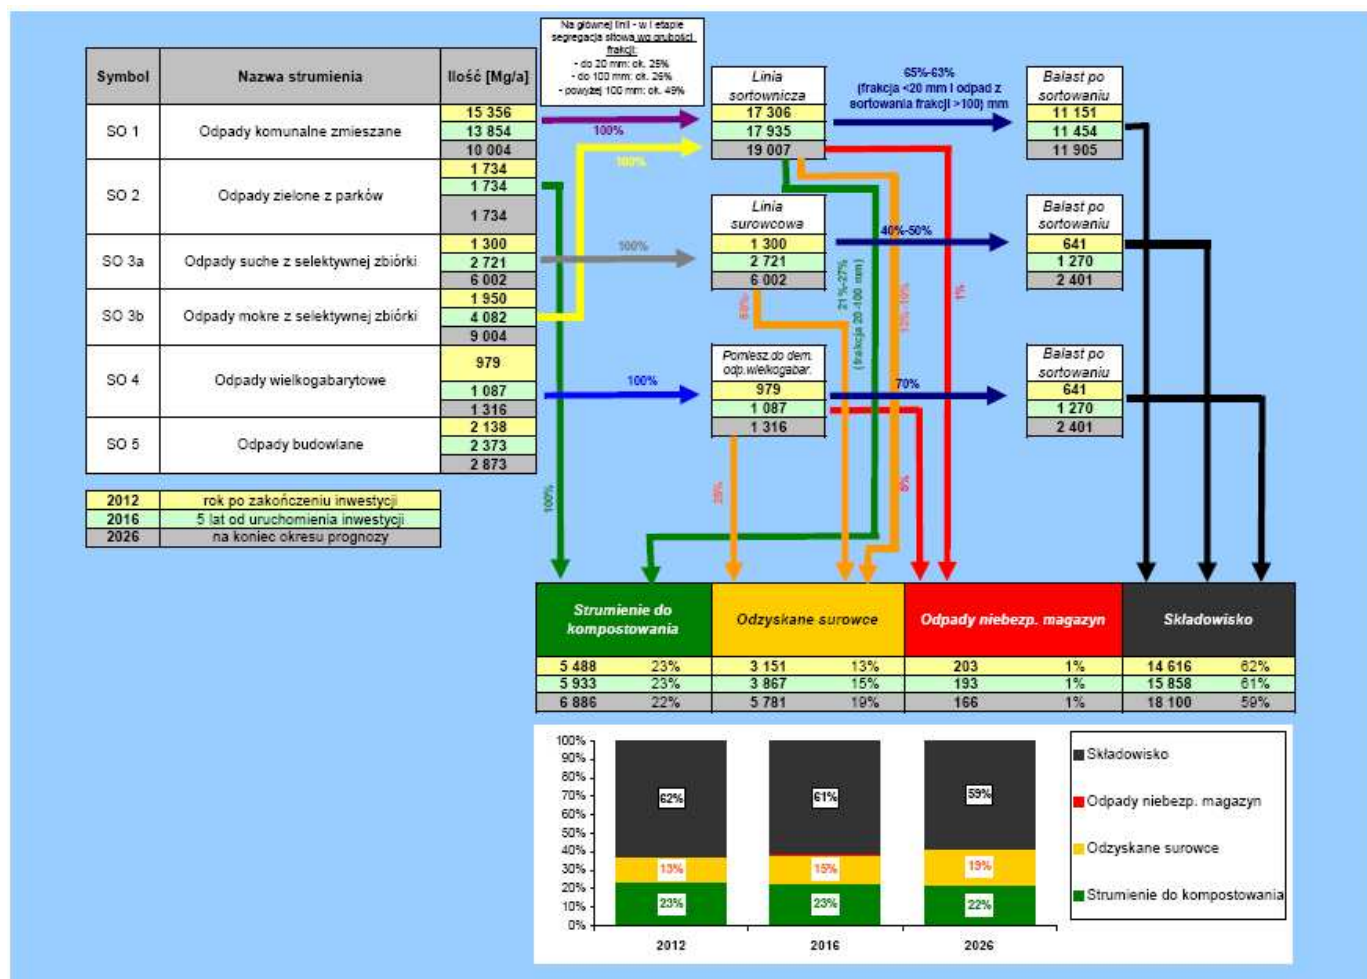 Na głównej linii - w I etapie
segregacja sitowa wg grubości
frakcji:
- do 20 mm: ok. 25%
- do 100 mm: ok. 26%
- powyżej 100 mm: ok. 49%
Symbol Nazwa strumienia Ilość [Mg/a]
SO 1 Odpady komunalne zmieszane
15 356
13 854
10 004
SO 2 Odpady zielone z parków
1 734
1 734
1 734
SO 3a Odpady suche z selektywnej zbiórki
1 300
2 721
6 002
SO 3b Odpady mokre z selektywnej zbiórki
1 950
4 082
9 004
SO 4 Odpady wielkogabarytowe
979
1 087
1 316
SO 5 Odpady budowlane
2 138
2 373
2 873
2012 rok po zakończeniu inwestycji
2016 5 lat od uruchomienia inwestycji
2026 na koniec okresu prognozy
100%
100%
100%
100%
100%
Linia
sortownicza
17 306
17 935
19 007
65%-63%
(frakcja <20 mm i odpad z
sortowania frakcji >100) mm
Balast po
sortowaniu
11 151
11 454
11 905
Linia
surowcowa
1 300
2 721
6 002
40%-50%
Balast po
sortowaniu
641
1 270
2 401
21%-27%
(frakcja 20-100 mm)
1%
Pomiesz.do dem.
odp.wielkogabar.
979
1 087
1 316
70%
Balast po
sortowaniu
641
1 270
2 401
25%
5%
Strumienie do
kompostowania
Odzyskane surowce
Odpady niebezp. magazyn
Składowisko
5 488 23% 3 151 13% 203 1% 14 616 62%
5 933 23% 3 867 15% 193 1% 15 858 61%
6 886 22% 5 781 19% 166 1% 18 100 59%
100%
90%
80%
70%
60%
50%
40%
30%
20%
10%
0%
62%
13%
23%
61%
15%
23%
59%
19%
22%
2012 2016 2026
Składowisko
Odpady niebezp. magazyn
Odzyskane surowce
Strumienie do kompostowania